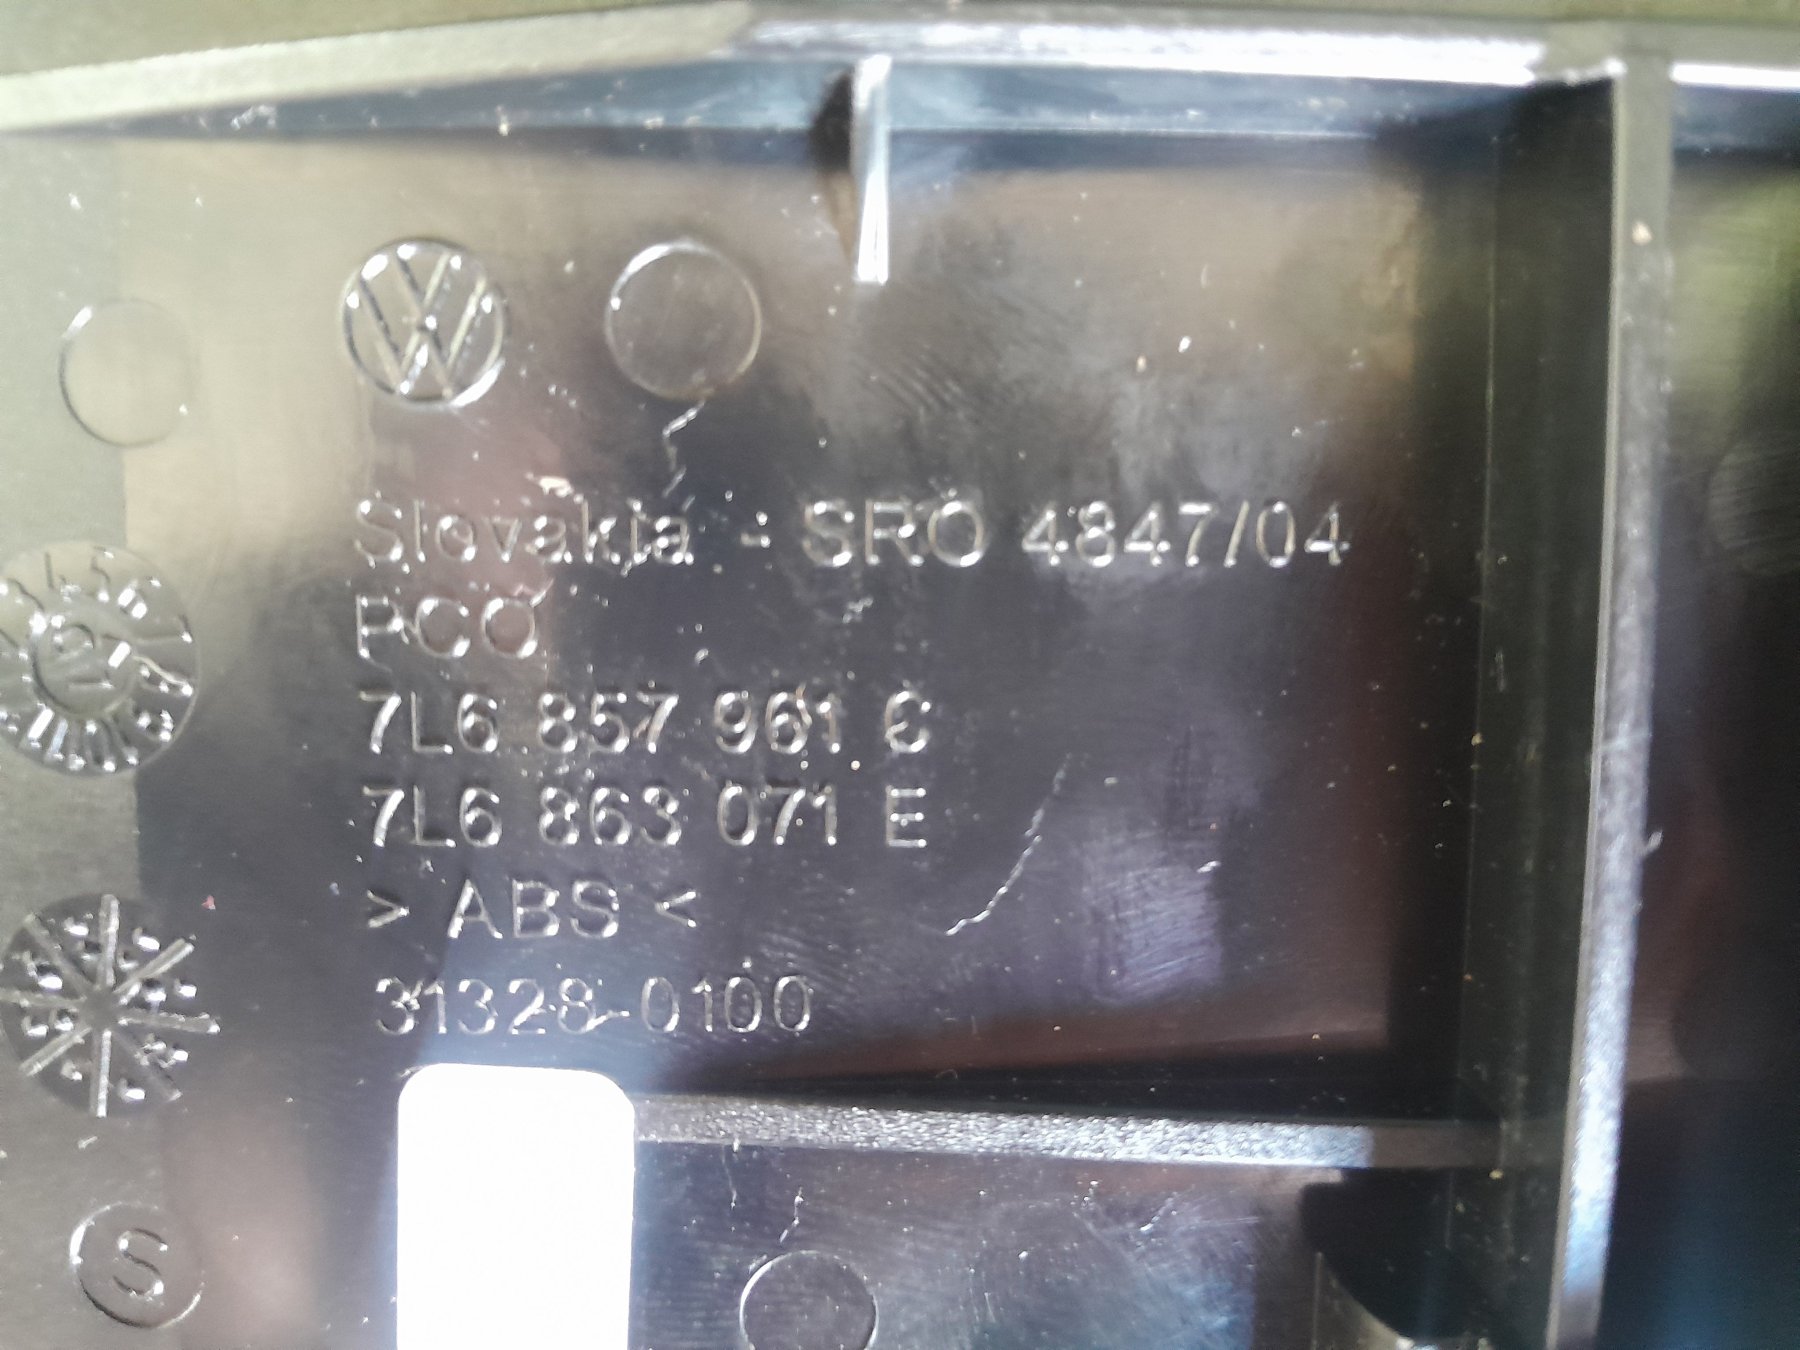 Slovakia - SRO 4847/04
PCO
7L6 857 961 C
7L6 863 071 E
> ABS <
31328-0100
S